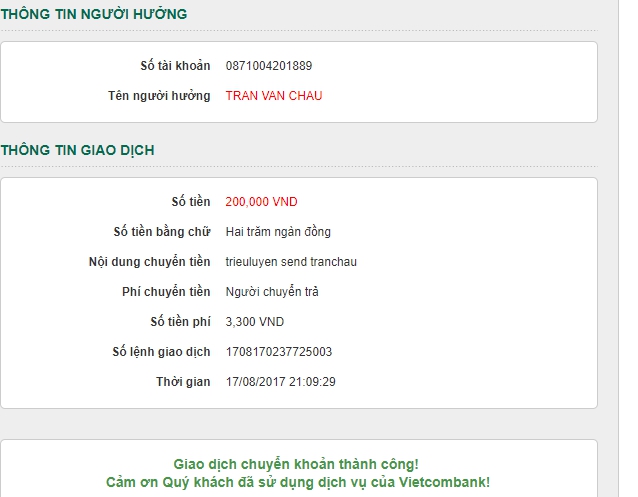 THÔNG TIN NGƯỜI HƯỞNG
Số tài khoản 0871004201889
Tên người hưởng TRAN VAN CHAU
THÔNG TIN GIAO DỊCH
Số tiền 200,000 VND
Số tiền bằng chữ Hai trăm ngàn đồng
Nội dung chuyển tiền trieuluyen send tranchau
Phí chuyển tiền Người chuyển trả
Số tiền phí 3,300 VND
Số lệnh giao dịch 1708170237725003
Thời gian 17/08/2017 21:09:29
Giao dịch chuyển khoản thành công!
Cảm ơn Quý khách đã sử dụng dịch vụ của Vietcombank!